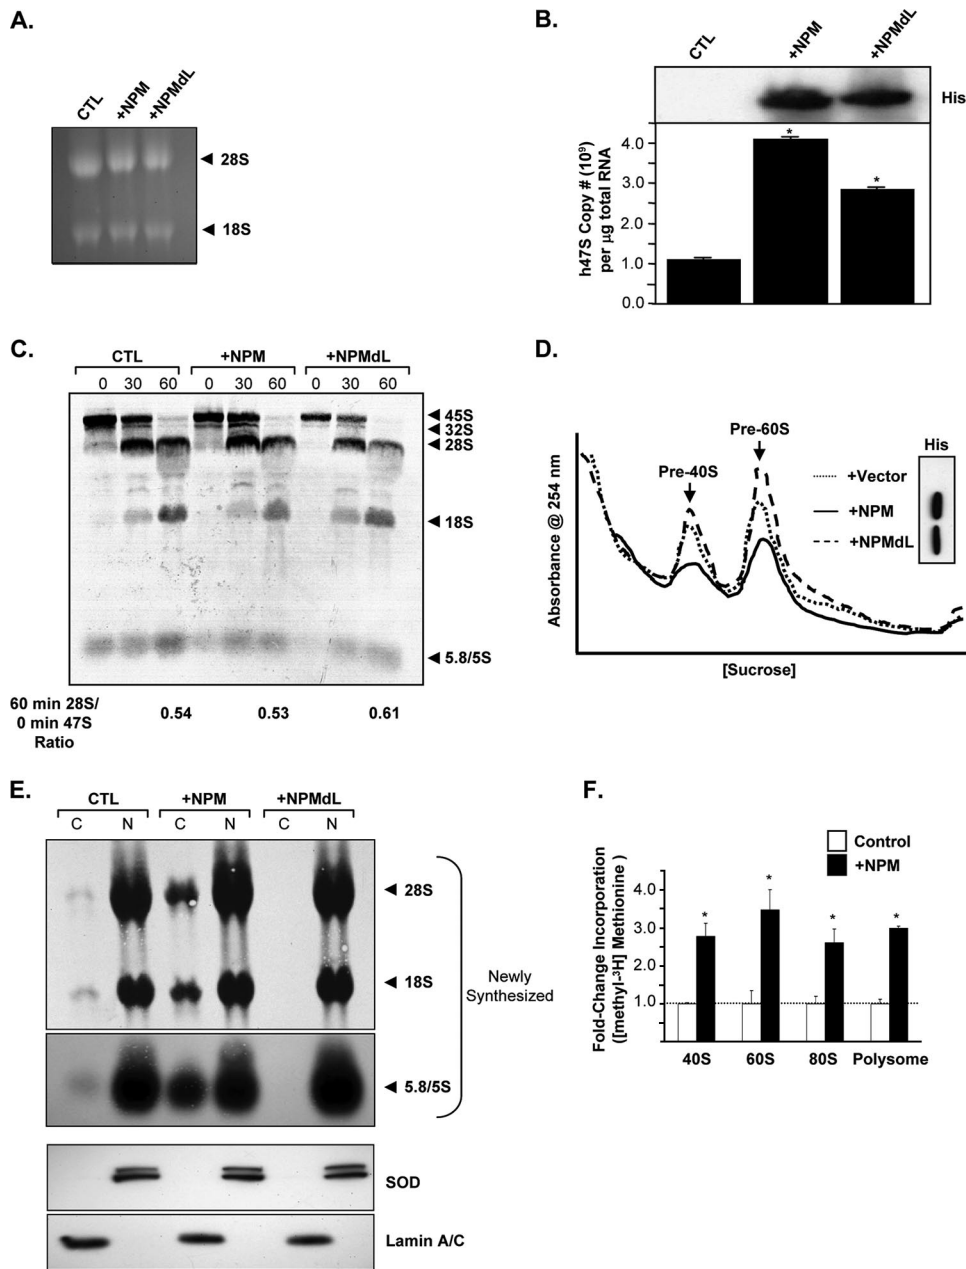 A.
CTL
+NPM
+NPMdL
28S
18S
B.
CTL
+NPM
+NPMdL
His
h47S Copy # (10⁹)
per µg total RNA
4.0
3.0
2.0
1.0
0.0
*
*
C.
CTL +NPM +NPMdL
0 30 60 0 30 60 0 30 60
45S
32S
28S
18S
5.8/5S
60 min 28S/
0 min 47S
Ratio
0.54 0.53 0.61
D.
Pre-40S
Pre-60S
His
+Vector
+NPM
+NPMdL
Absorbance @ 254 nm
[Sucrose]
E.
CTL +NPM +NPMdL
C N C N C N
28S
18S
5.8/5S
Newly
Synthesized
SOD
Lamin A/C
F.
Control
+NPM
Fold-Change Incorporation
([methyl-³H] Methionine )
4.0
3.0
2.0
1.0
* * * *
40S 60S 80S Polysome